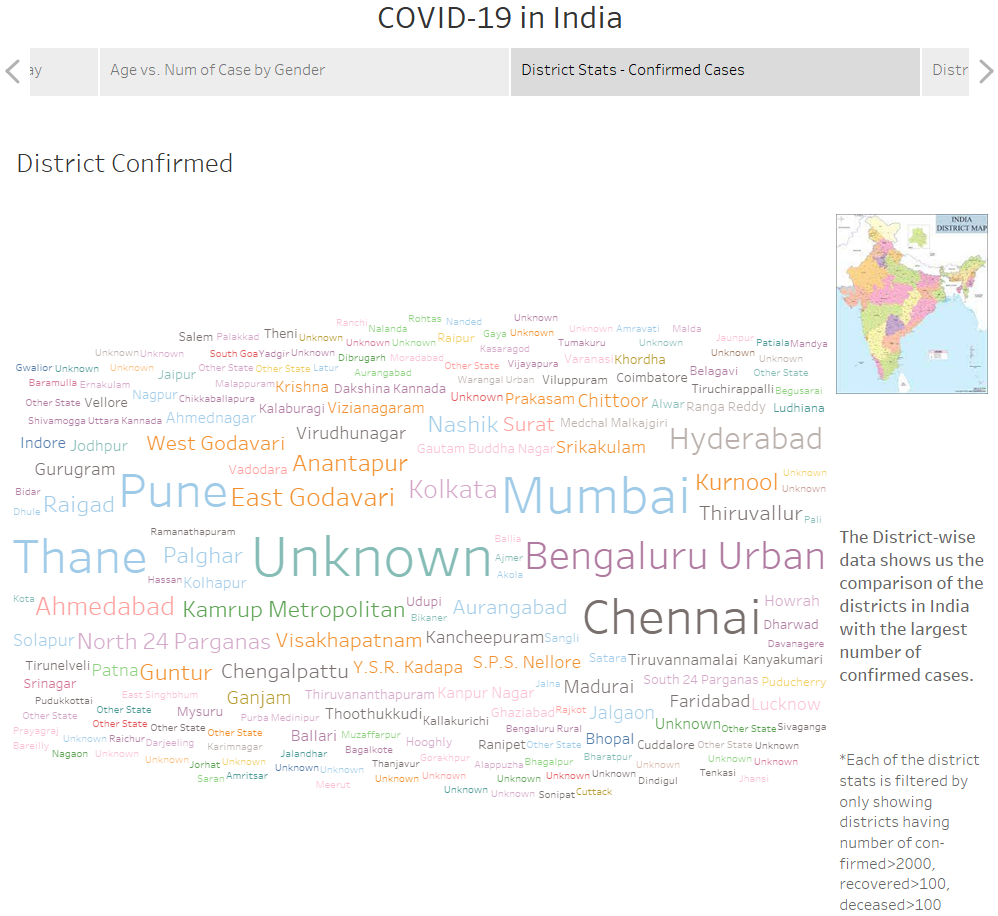 COVID-19 in India
ay
Age vs. Num of Case by Gender
District Stats - Confirmed Cases
Distr
District Confirmed
INDIA
DISTRICT MAP
Rohtas Nanded Unknown
Ranchi Nalanda Unknown Amravati Malda
Salem Palakkad Theni Unknown Unknown Unknown Raipur Gaya Unknown Jaunpur Patiala Mandya
Tumakuru Unknown
Unknown Unknown South Goa Yadgir Unknown Dibrugarh Moradabad Kasaragod Varanasi Khordha Unknown Unknown
Gwalior Unknown Unknown Jaipur Other State Other State Latur Aurangabad Other State Vijayapura Belagavi Other State
Baramulla Ernakulam Malappuram Krishna Dakshina Kannada Warangal Urban Viluppuram Coimbatore Tiruchirappalli Begusarai
Other State Vellore Nagpur Chikkaballapura Kalaburagi Vizianagaram Unknown Prakasam Chittoor Alwar Ranga Reddy Ludhiana
Shivamogga Uttara Kannada Ahmednagar Virudhunagar Nashik Surat Medchal Malkajgiri Hyderabad
Indore Jodhpur West Godavari Gautam Buddha Nagar Srikakulam
Gurugram Vadodara Anantapur Kolkata Mumbai Kurnool Unknown
Bidar Raigad Pune East Godavari Unknown
Dhule Thiruvallur Pali
Ramanathapuram
Thane Palghar Unknown Ballia Bengaluru Urban
Ajmer
Hassan Kolhapur Akola
Kota Ahmedabad Kamrup Metropolitan Udupi Aurangabad Chennai Howrah
Bikaner Dharwad
Solapur North 24 Parganas Visakhapatnam Kancheepuram Sangli Davanagere
Tirunelveli Patna Guntur Chengalpattu Y.S.R. Kadapa S.P.S. Nellore Satara Tiruvannamalai Kanyakumari
Srinagar East Singhbhum Ganjam Thiruvananthapuram Kanpur Nagar Jalna Madurai South 24 Parganas Puducherry
Pudukkottai Other State Mysuru Purba Medinipur Thoothukkudi Kallakurichi Ghaziabad Rajkot Jalgaon Faridabad Lucknow
Other State Other State Other State Unknown Other State Sivaganga
Prayagraj Unknown Raichur Darjeeling Other State Ballari Muzaffarpur Hooghly Bengaluru Rural Bhopal
Bareilly Nagaon Unknown Karimnagar Jalandhar Bagalkote Gorakhpur Ranipet Other State Cuddalore Other State Unknown
Unknown Jorhat Unknown Unknown Unknown Thanjavur Alappuzha Bhagalpur Bharatpur Unknown Unknown Unknown
Saran Amritsar Meerut Unknown Unknown Unknown Unknown Unknown Dindigul Tenkasi Jhansi
Unknown Unknown Sonipat Cuttack
The District-wise
data shows us the
comparison of the
districts in India
with the largest
number of
confirmed cases.
*Each of the district
stats is filtered by
only showing
districts having
number of con-
firmed>2000,
recovered>100,
deceased>100